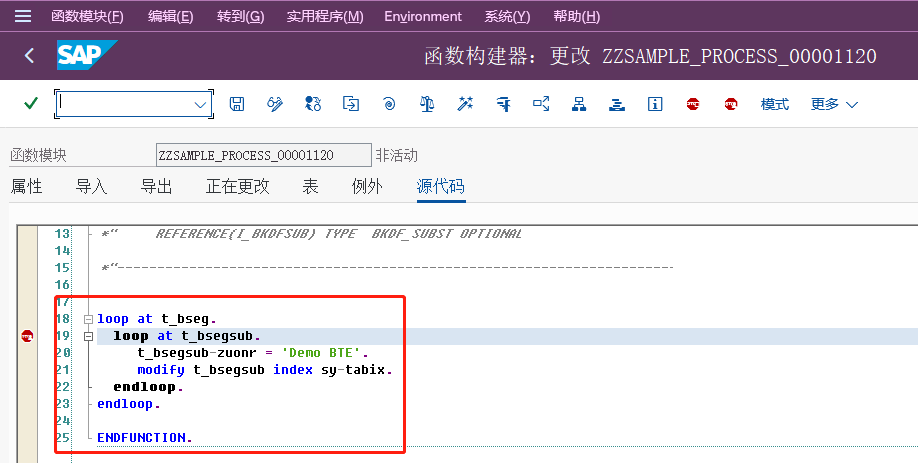 函数模块(F) 编辑(E) 转到(G) 实用程序(M) Environment 系统(Y) 帮助(H)
SAP 函数构建器: 更改 ZZSAMPLE_PROCESS_00001120
模式 更多
函数模块 ZZSAMPLE_PROCESS_00001120 非活动
属性 导入 导出 正在更改 表 例外 源代码
13 *" REFERENCE(I_BKDFSUB) TYPE BKDF_SUBST OPTIONAL
14
15 *"----------------------------------------------------------------------
16
17
18 loop at t_bseg.
19 loop at t_bsegsub.
20 t_bsegsub-zuonr = 'Demo BTE'.
21 modify t_bsegsub index sy-tabix.
22 endloop.
23 endloop.
24
25 ENDFUNCTION.